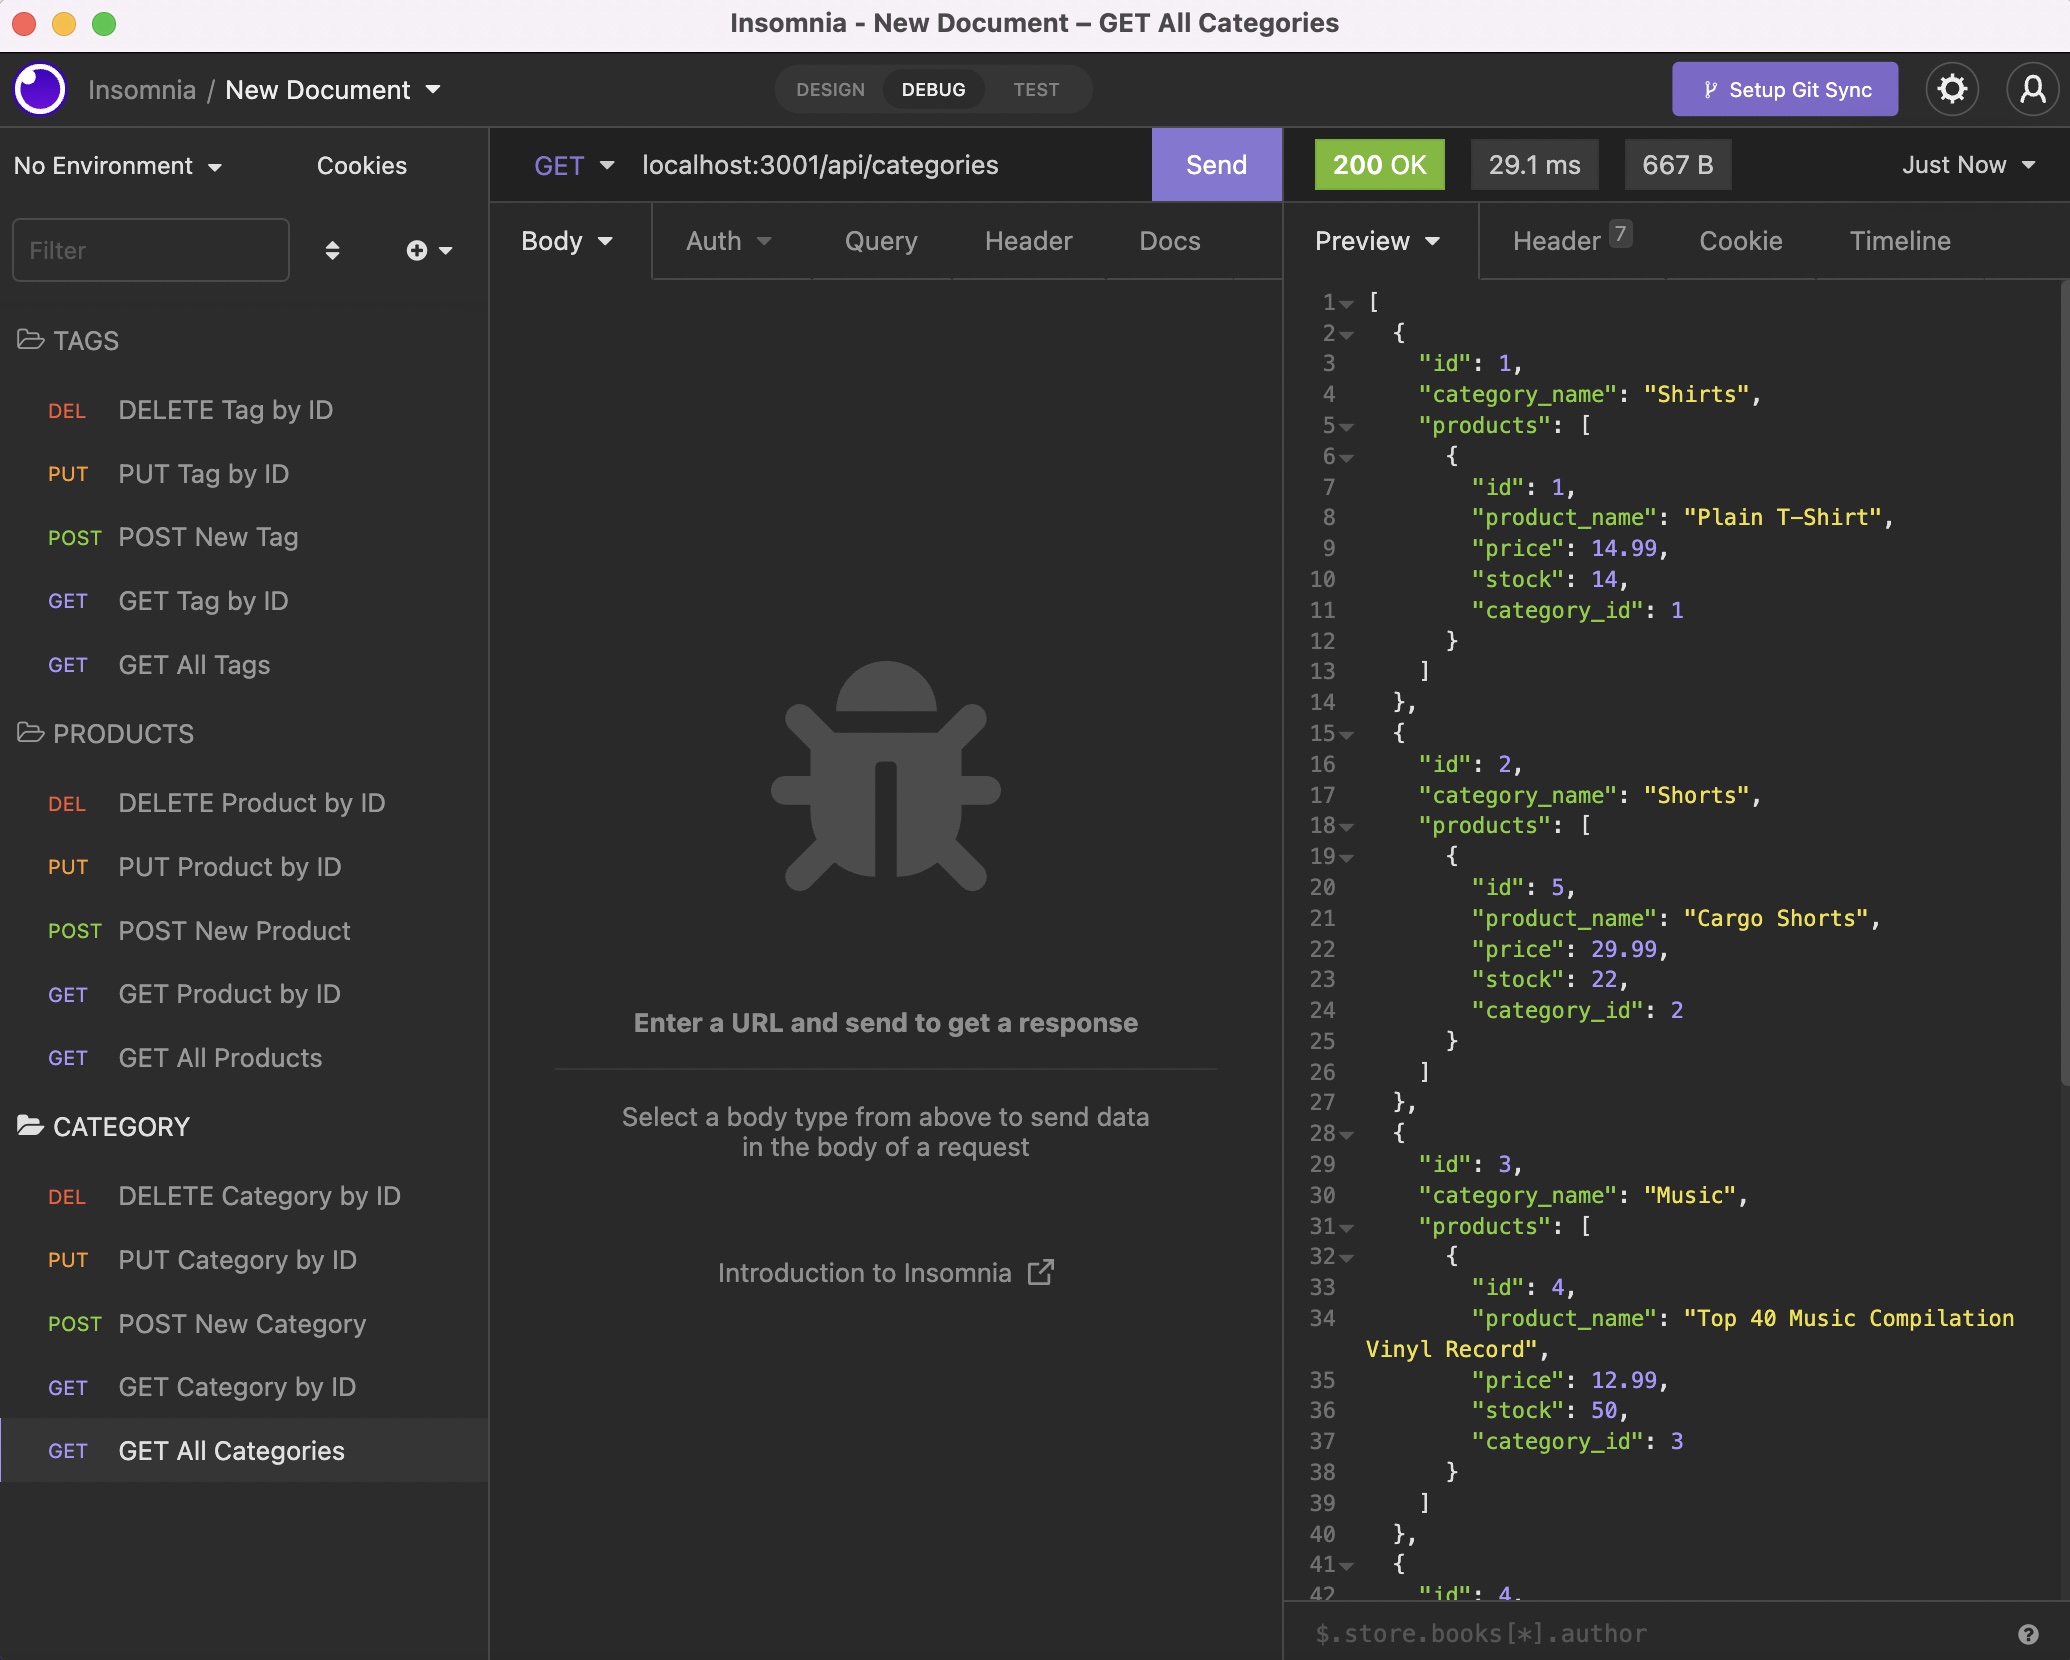 Insomnia - New Document – GET All Categories
Insomnia / New Document
DESIGN DEBUG TEST
Setup Git Sync
No Environment Cookies
Filter
TAGS
DEL DELETE Tag by ID
PUT PUT Tag by ID
POST POST New Tag
GET GET Tag by ID
GET GET All Tags
PRODUCTS
DEL DELETE Product by ID
PUT PUT Product by ID
POST POST New Product
GET GET Product by ID
GET GET All Products
CATEGORY
DEL DELETE Category by ID
PUT PUT Category by ID
POST POST New Category
GET GET Category by ID
GET GET All Categories
GET localhost:3001/api/categories Send
Body Auth Query Header Docs
Enter a URL and send to get a response
Select a body type from above to send data
in the body of a request
Introduction to Insomnia
200 OK 29.1 ms 667 B Just Now
Preview Header 7 Cookie Timeline
1 [
2 {
3 "id": 1,
4 "category_name": "Shirts",
5 "products": [
6 {
7 "id": 1,
8 "product_name": "Plain T-Shirt",
9 "price": 14.99,
10 "stock": 14,
11 "category_id": 1
12 }
13 ]
14 },
15 {
16 "id": 2,
17 "category_name": "Shorts",
18 "products": [
19 {
20 "id": 5,
21 "product_name": "Cargo Shorts",
22 "price": 29.99,
23 "stock": 22,
24 "category_id": 2
25 }
26 ]
27 },
28 {
29 "id": 3,
30 "category_name": "Music",
31 "products": [
32 {
33 "id": 4,
34 "product_name": "Top 40 Music Compilation
Vinyl Record",
35 "price": 12.99,
36 "stock": 50,
37 "category_id": 3
38 }
39 ]
40 },
41 {
42 "id": 4,
$.store.books[*].author